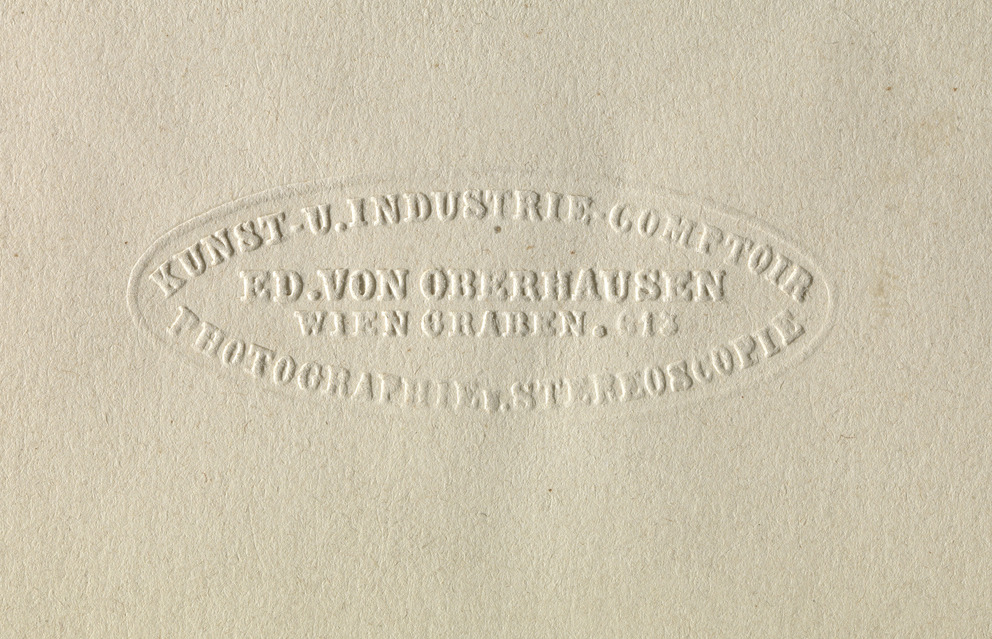 KUNST-U.INDUSTRIE-COMPTOIR
ED.VON OBERHAUSEN
WIEN GRABEN. 613
PHOTOGRAPHIE u. STEREOSCOPIE